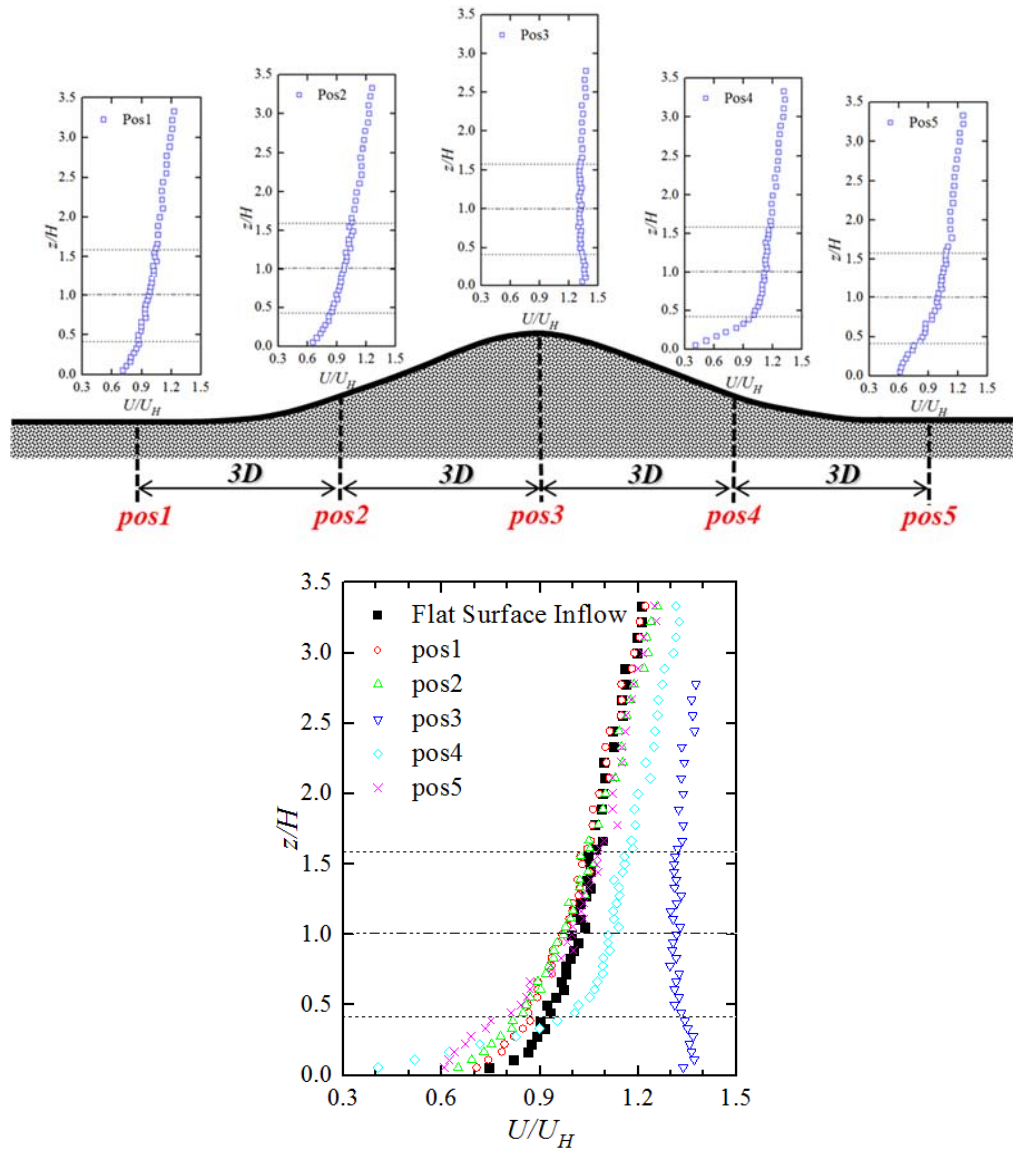 Pos3
3.5
3.0
2.5
2.0
1.5
1.0
0.5
0.0
z/H
0.3 0.6 0.9 1.2 1.5
U/U_H
Pos2
3.5
3.0
2.5
2.0
1.5
1.0
0.5
0.0
z/H
0.3 0.6 0.9 1.2 1.5
U/U_H
Pos4
3.5
3.0
2.5
2.0
1.5
1.0
0.5
0.0
z/H
0.3 0.6 0.9 1.2 1.5
U/U_H
Pos1
3.5
3.0
2.5
2.0
1.5
1.0
0.5
0.0
z/H
0.3 0.6 0.9 1.2 1.5
U/U_H
Pos5
3.5
3.0
2.5
2.0
1.5
1.0
0.5
0.0
z/H
0.3 0.6 0.9 1.2 1.5
U/U_H
3D 3D 3D 3D
pos1 pos2 pos3 pos4 pos5
3.5
3.0
2.5
2.0
1.5
1.0
0.5
0.0
z/H
Flat Surface Inflow
pos1
pos2
pos3
pos4
pos5
0.3 0.6 0.9 1.2 1.5
U/U_H